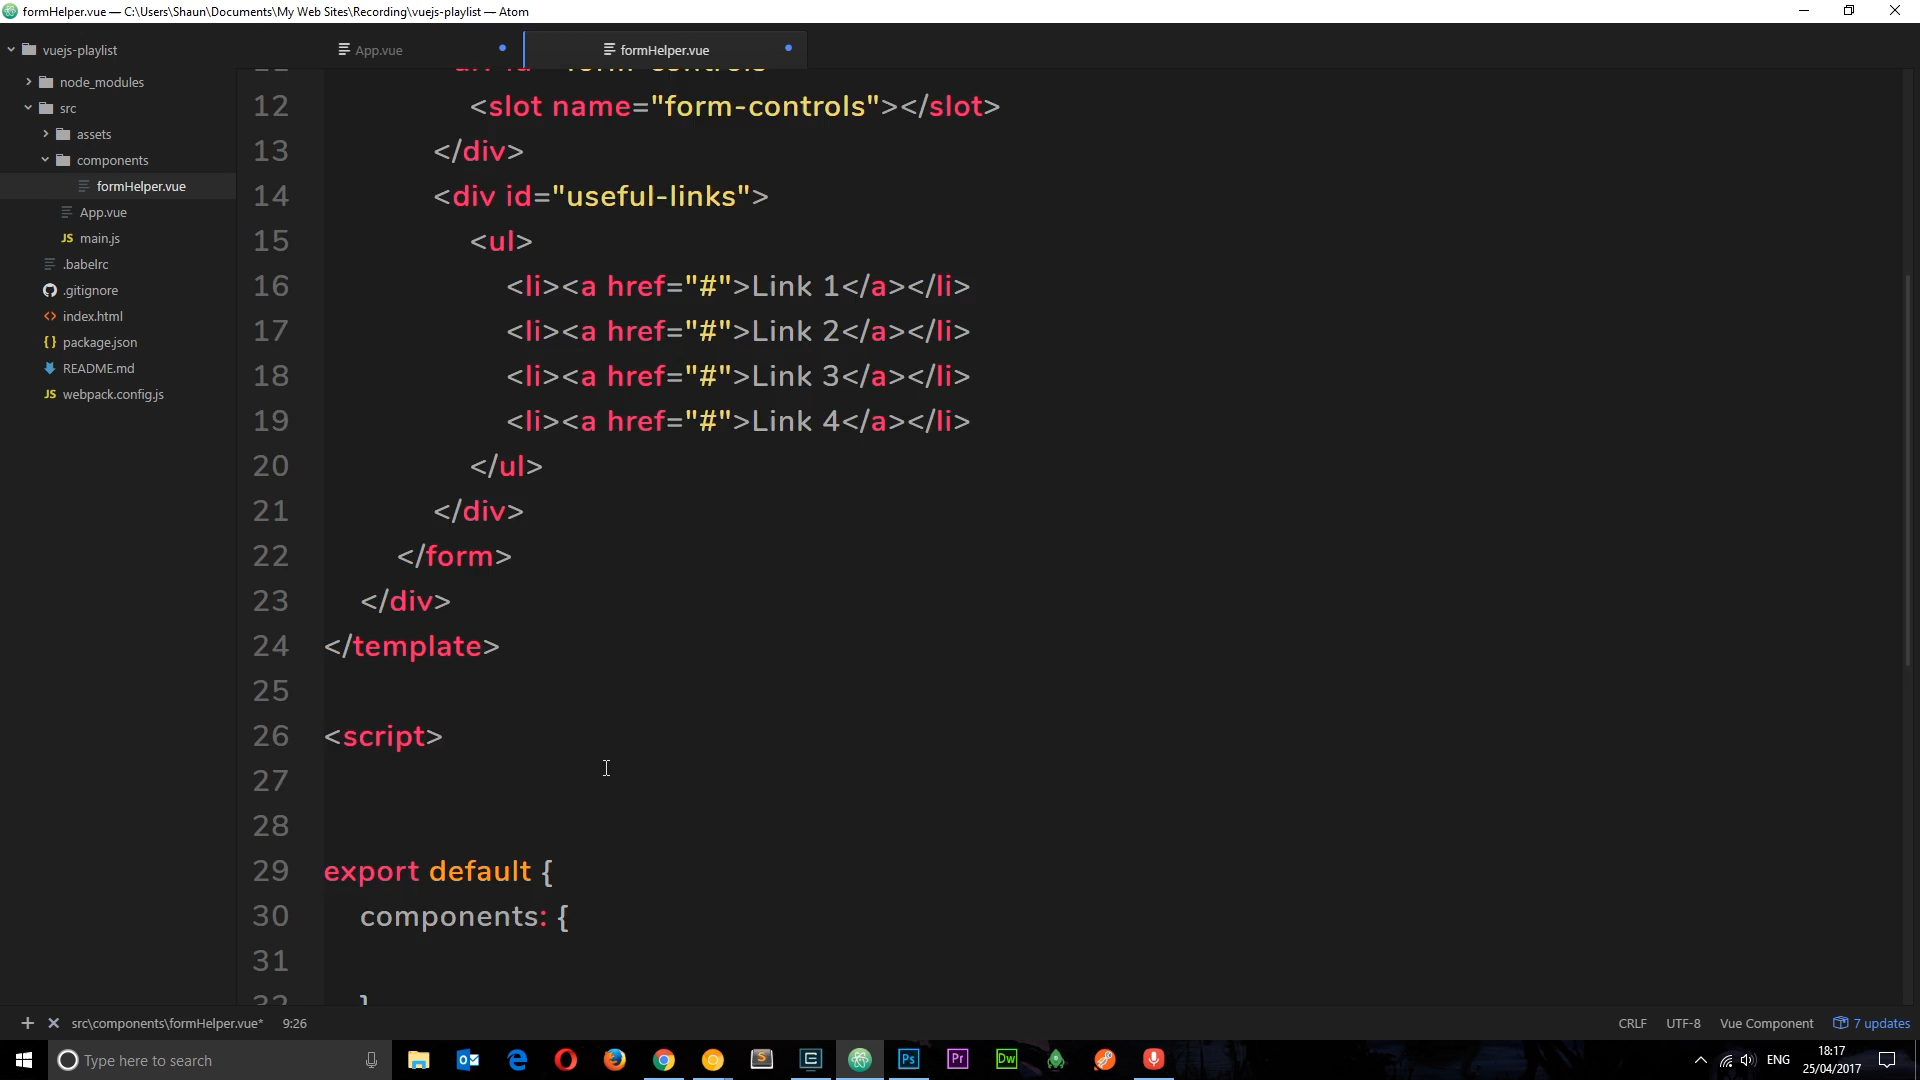 formHelper.vue — C:\Users\Shaun\Documents\My Web Sites\Recording\vuejs-playlist — Atom
vuejs-playlist
node_modules
src
assets
components
formHelper.vue
App.vue
JS main.js
.babelrc
.gitignore
<> index.html
{} package.json
README.md
JS webpack.config.js
App.vue
formHelper.vue
12 <slot name="form-controls"></slot>
13 </div>
14 <div id="useful-links">
15 <ul>
16 <li><a href="#">Link 1</a></li>
17 <li><a href="#">Link 2</a></li>
18 <li><a href="#">Link 3</a></li>
19 <li><a href="#">Link 4</a></li>
20 </ul>
21 </div>
22 </form>
23 </div>
24 </template>
25
26 <script>
27
28
29 export default {
30 components: {
31
32 }
src\components\formHelper.vue* 9:26
CRLF UTF-8 Vue Component 7 updates
Type here to search
Ps
Pr
Dw
ENG
18:17
25/04/2017